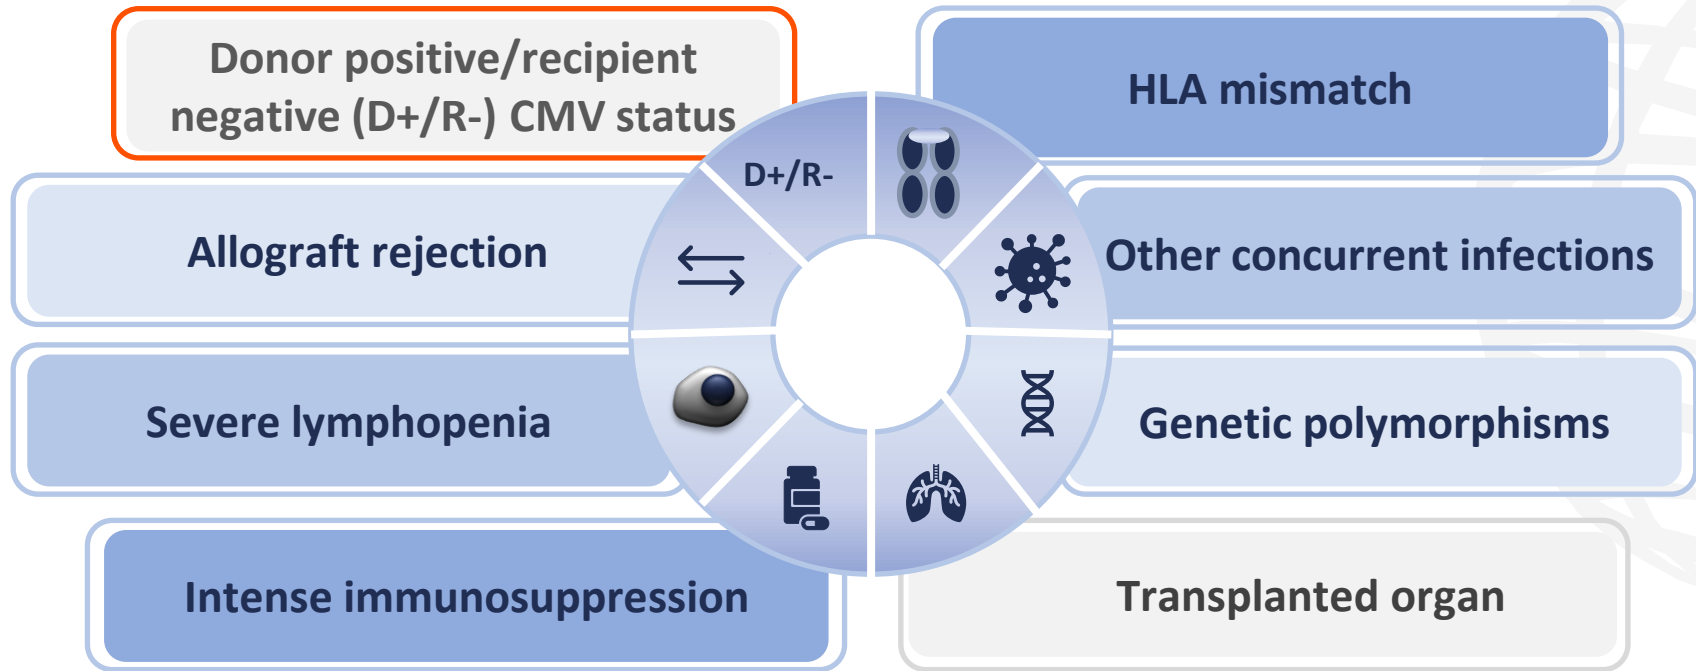 Donor positive/recipient
negative (D+/R-) CMV status
HLA mismatch
D+/R-
Allograft rejection
Other concurrent infections
Severe lymphopenia
Genetic polymorphisms
Intense immunosuppression
Transplanted organ